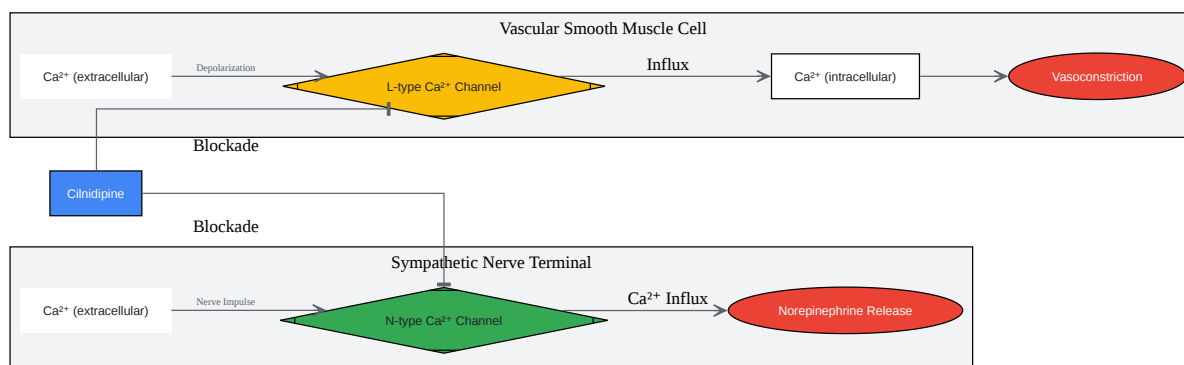 Vascular Smooth Muscle Cell
Ca²⁺ (extracellular)
Depolarization
L-type Ca²⁺ Channel
Influx
Ca²⁺ (intracellular)
Vasoconstriction
Blockade
Cilnidipine
Blockade
Sympathetic Nerve Terminal
Ca²⁺ (extracellular)
Nerve Impulse
N-type Ca²⁺ Channel
Ca²⁺ Influx
Norepinephrine Release